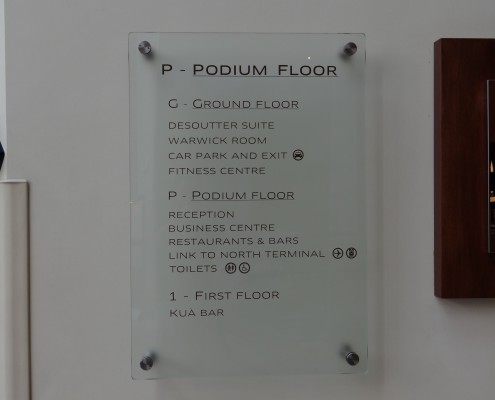 P - PODIUM FLOOR
G - GROUND FLOOR
DESOUTTER SUITE
WARWICK ROOM
CAR PARK AND EXIT
FITNESS CENTRE
P - PODIUM FLOOR
RECEPTION
BUSINESS CENTRE
RESTAURANTS & BARS
LINK TO NORTH TERMINAL
TOILETS
1 - FIRST FLOOR
KUÀ BAR